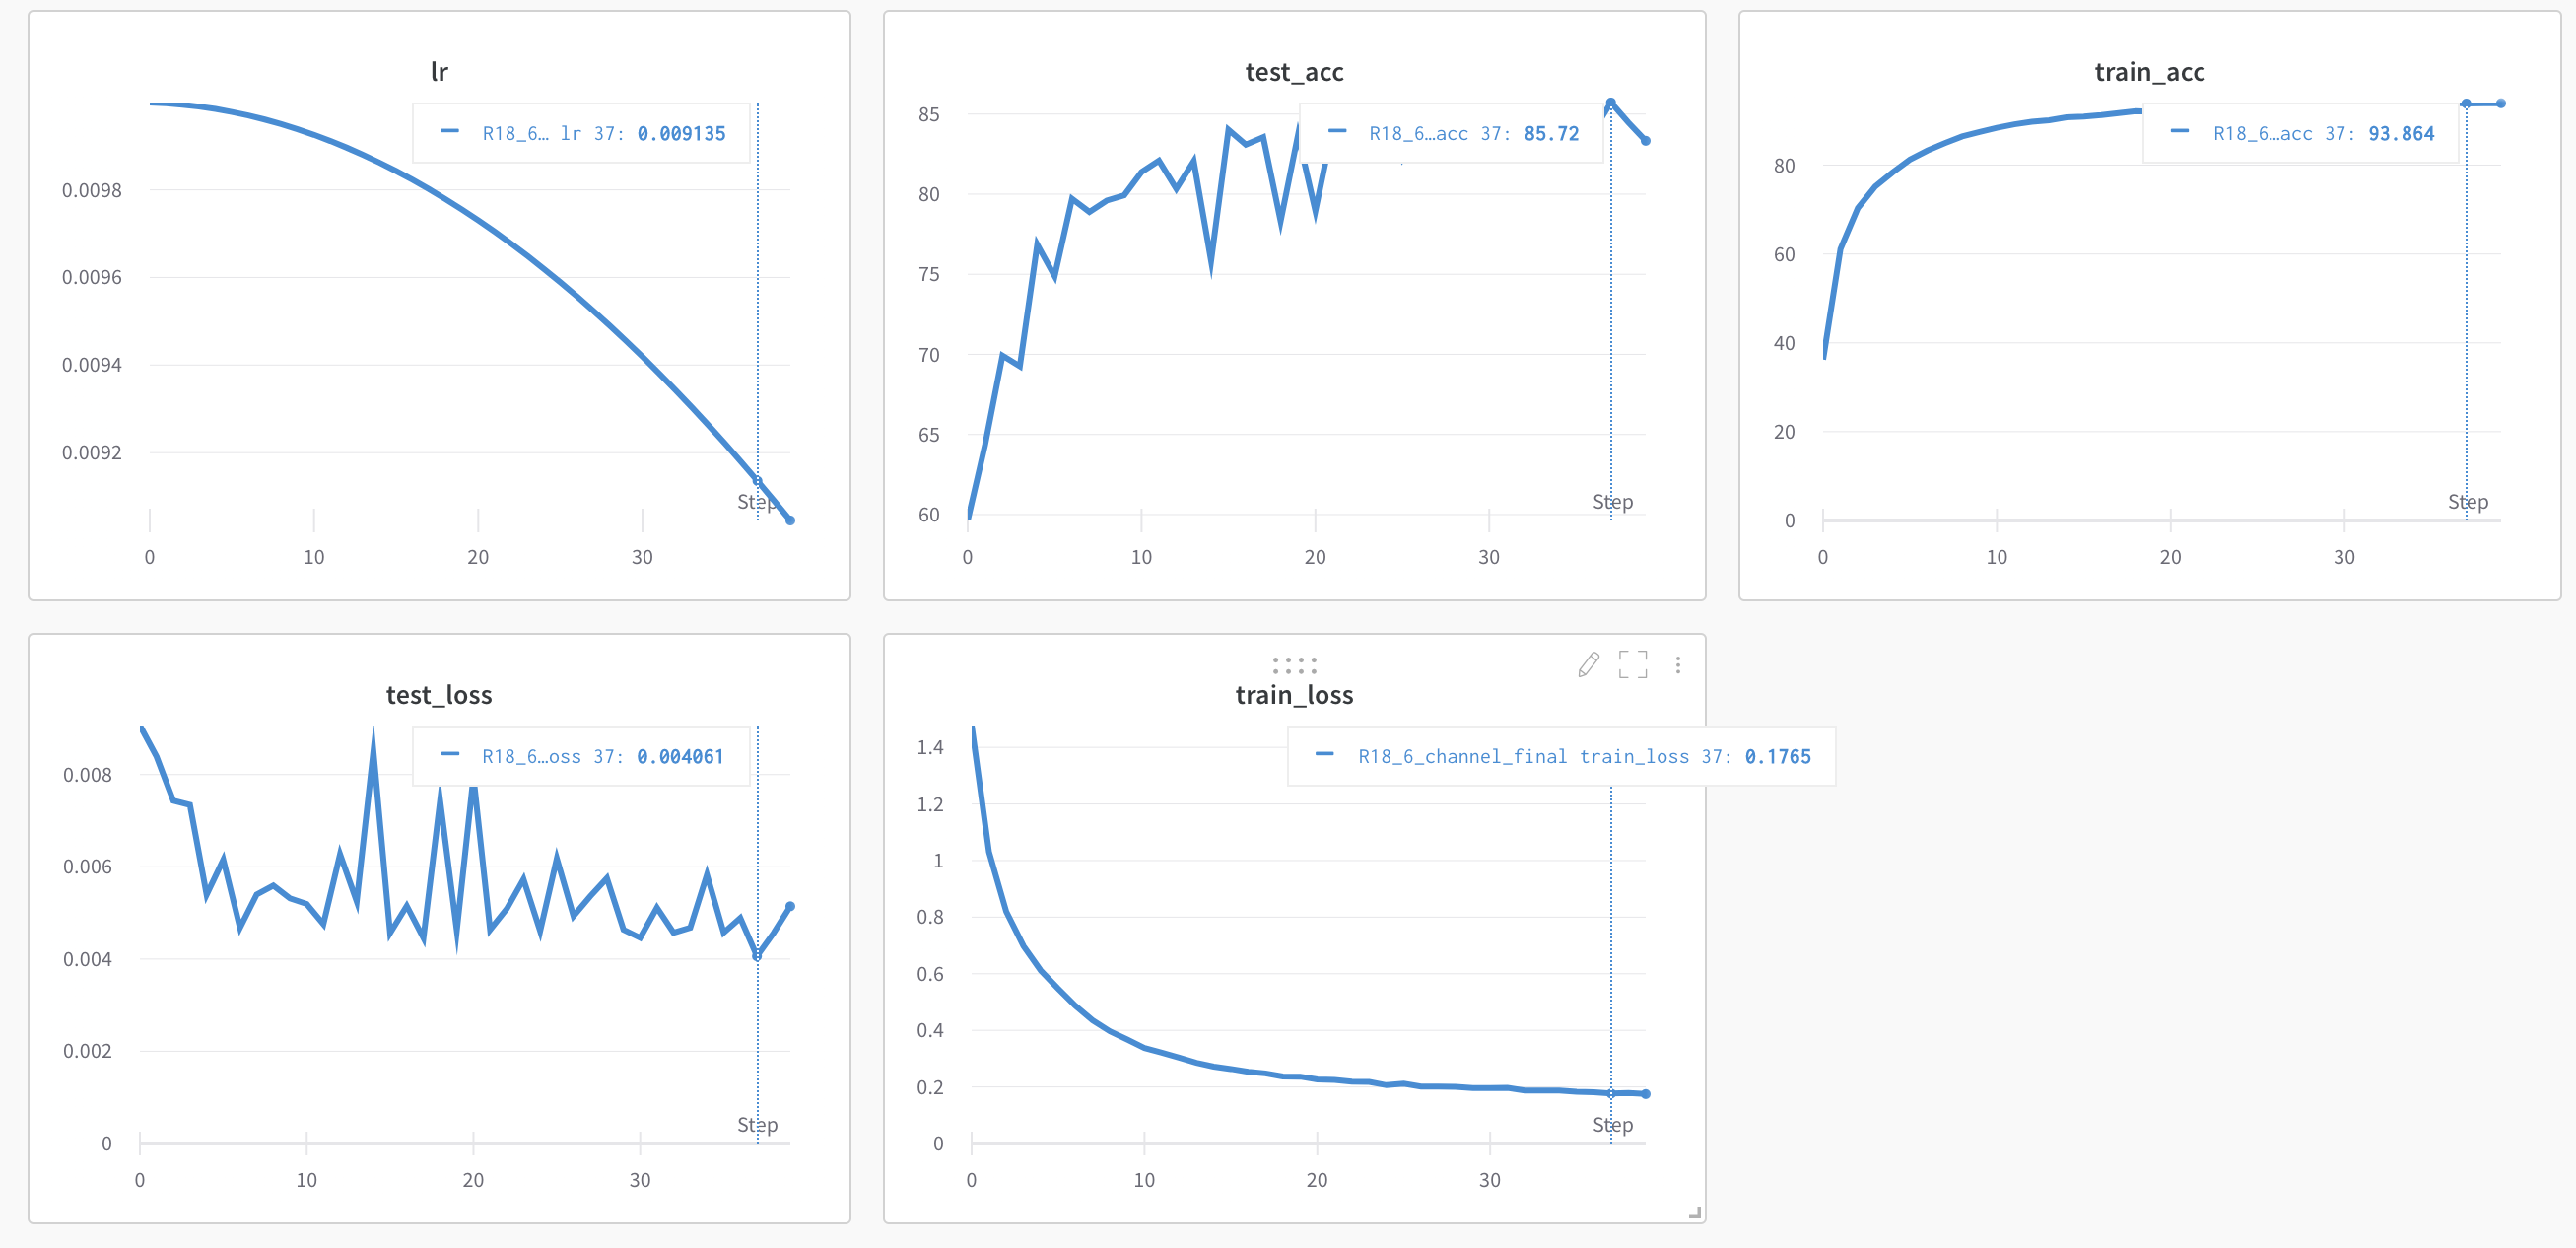 lr
R18_6… lr 37: 0.009135
0.0098
0.0096
0.0094
0.0092
Step
0 10 20 30
test_acc
R18_6…acc 37: 85.72
85
80
75
70
65
60
Step
0 10 20 30
train_acc
R18_6…acc 37: 93.864
80
60
40
20
0
Step
0 10 20 30
test_loss
R18_6…oss 37: 0.004061
0.008
0.006
0.004
0.002
0
Step
0 10 20 30
train_loss
R18_6_channel_final train_loss 37: 0.1765
1.4
1.2
1
0.8
0.6
0.4
0.2
0
Step
0 10 20 30